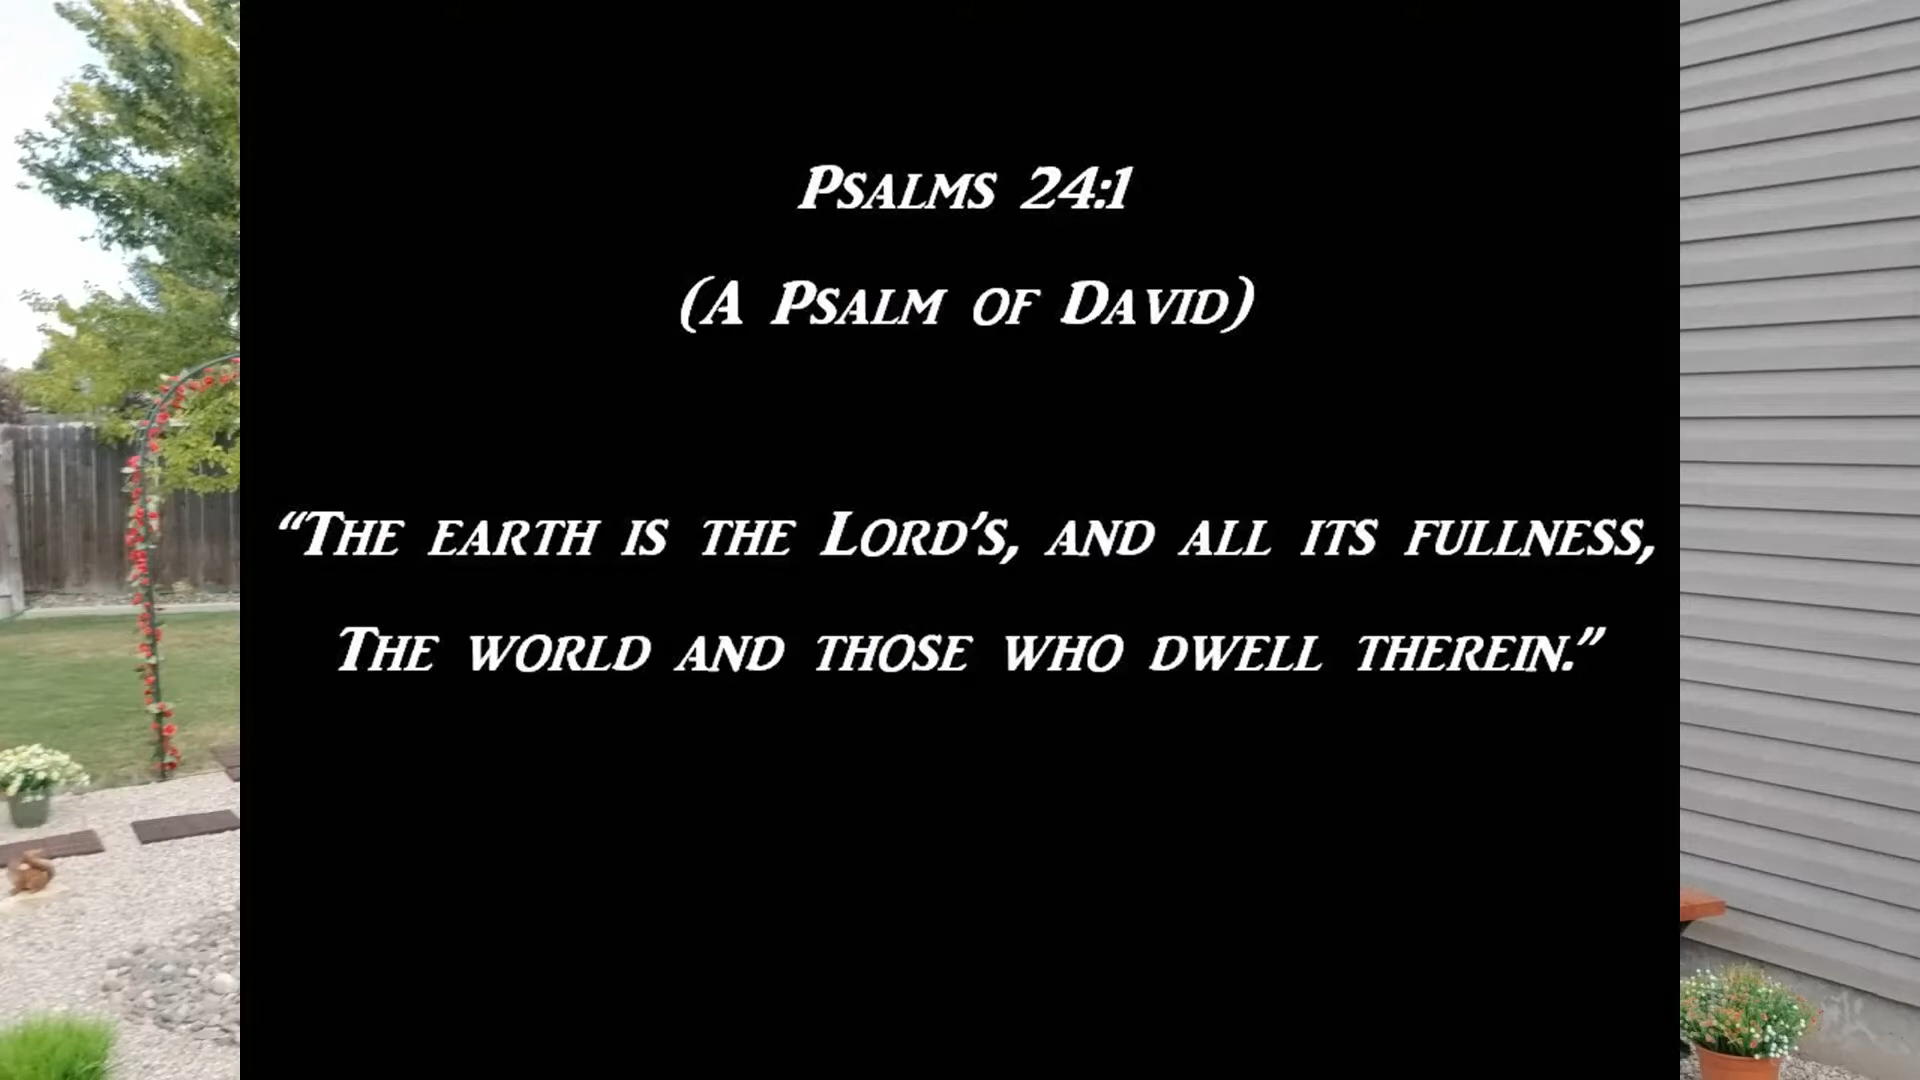 Psalms 24:1
(A Psalm of David)
“The earth is the Lord’s, and all its fullness,
The world and those who dwell therein.”